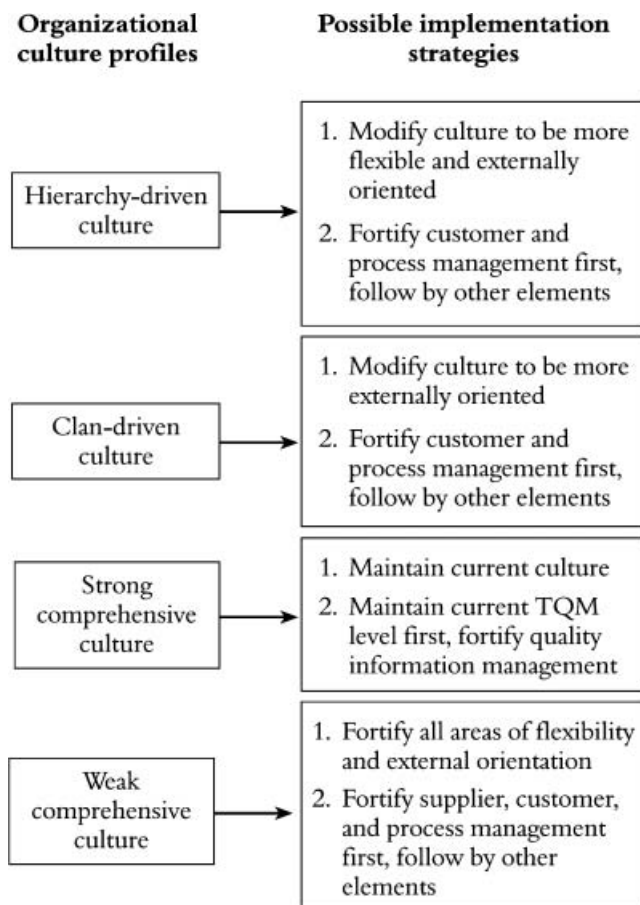 Organizational
culture profiles
Possible implementation
strategies
Hierarchy-driven
culture
1. Modify culture to be more
flexible and externally
oriented
2. Fortify customer and
process management first,
follow by other elements
Clan-driven
culture
1. Modify culture to be more
externally oriented
2. Fortify customer and
process management first,
follow by other elements
Strong
comprehensive
culture
1. Maintain current culture
2. Maintain current TQM
level first, fortify quality
information management
Weak
comprehensive
culture
1. Fortify all areas of flexibility
and external orientation
2. Fortify supplier, customer,
and process management
first, follow by other
elements